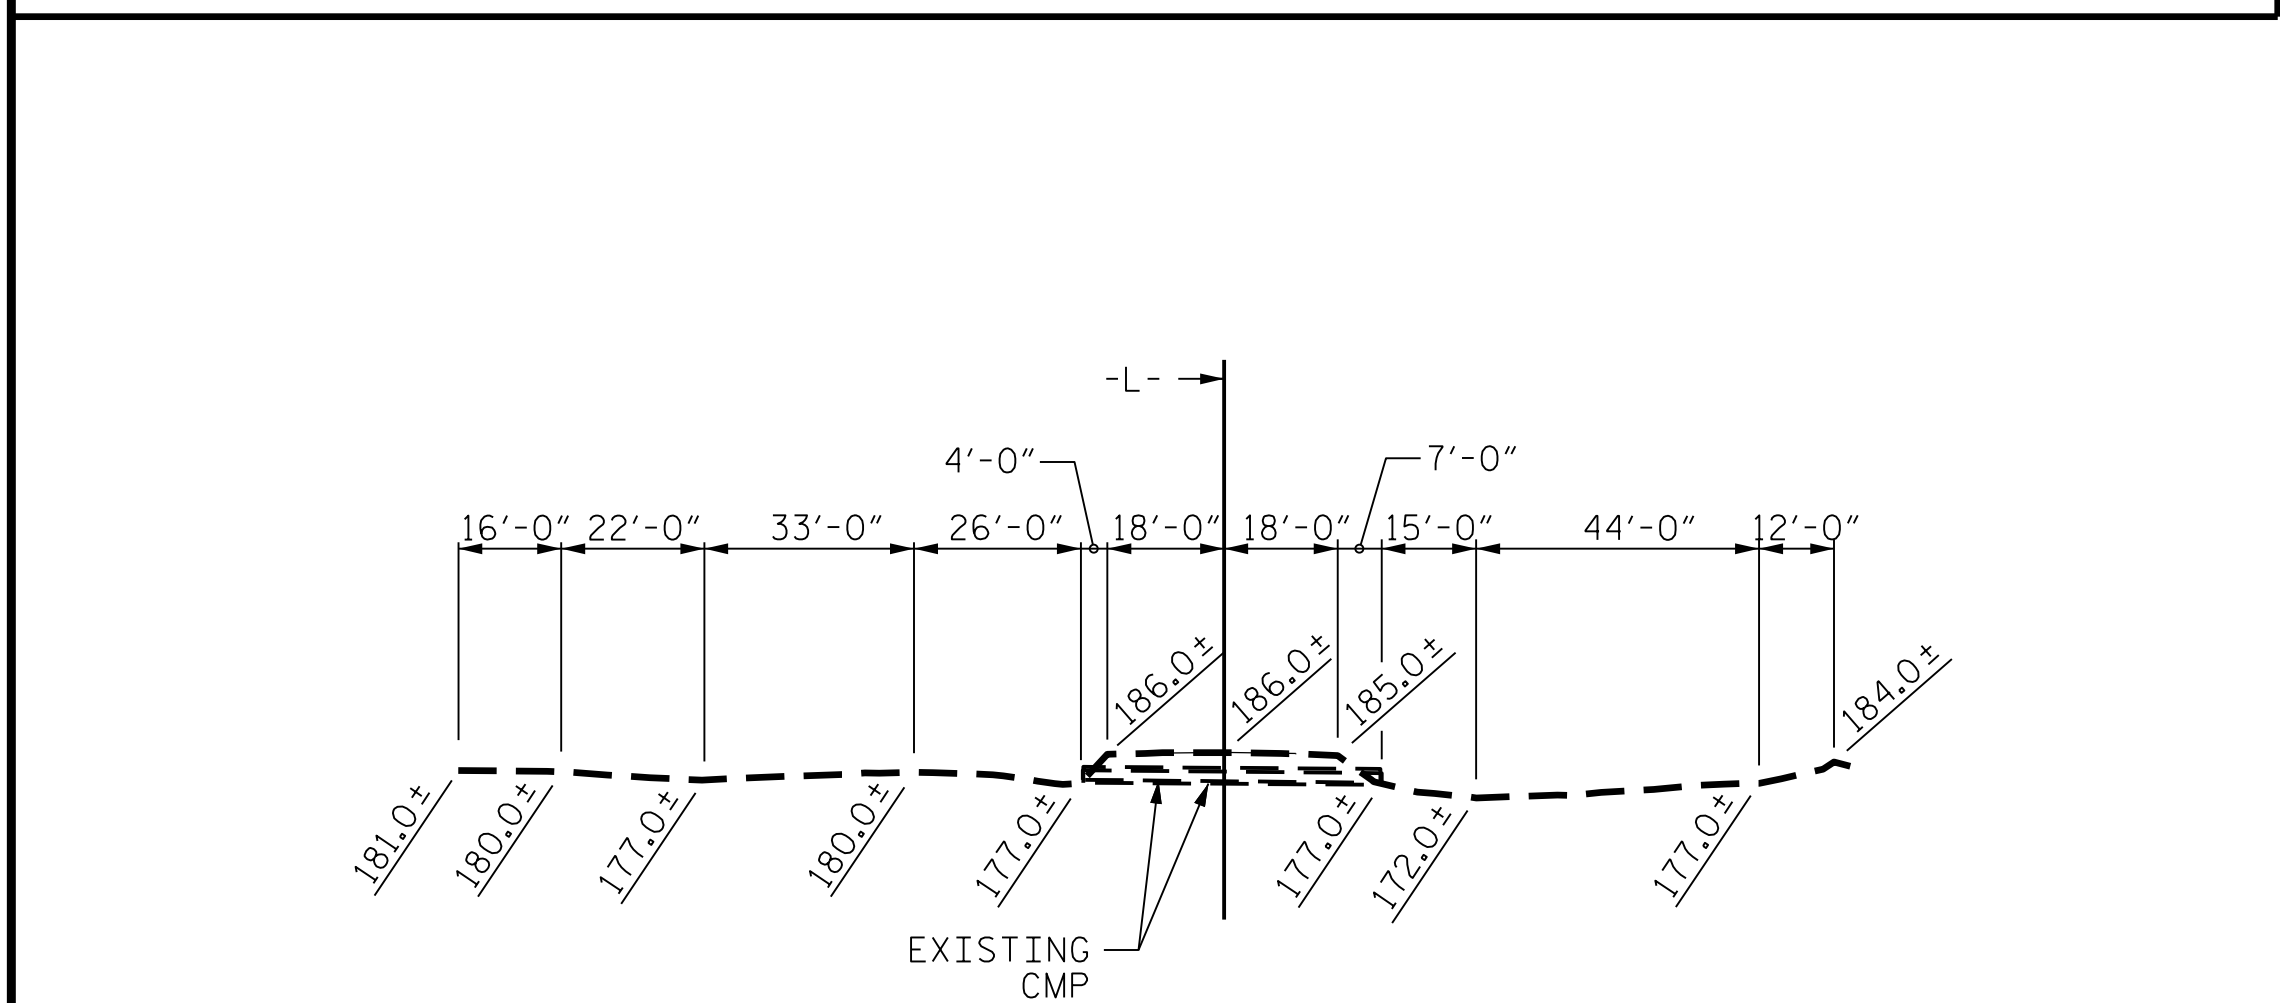 -L-
4'-0" 7'-0"
16'-0" 22'-0" 33'-0" 26'-0" 18'-0" 18'-0" 15'-0" 44'-0" 12'-0"
186.0± 186.0± 185.0± 184.0±
181.0± 180.0± 177.0± 180.0± 177.0± 177.0± 172.0± 177.0±
EXISTING
CMP